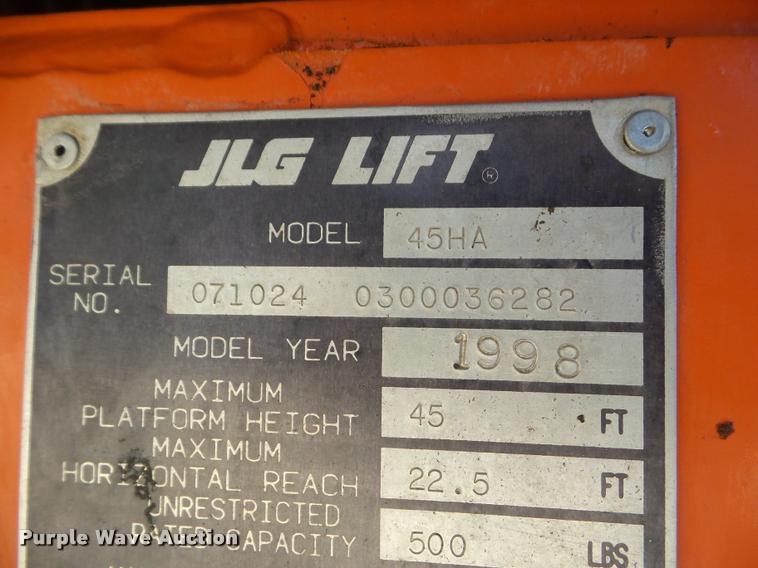 JLG LIFT®
MODEL 45HA
SERIAL NO. 071024 0300036282
MODEL YEAR 1998
MAXIMUM
PLATFORM HEIGHT 45 FT
MAXIMUM
HORIZONTAL REACH 22.5 FT
UNRESTRICTED
RATED CAPACITY 500 LBS
Purple Wave Auction